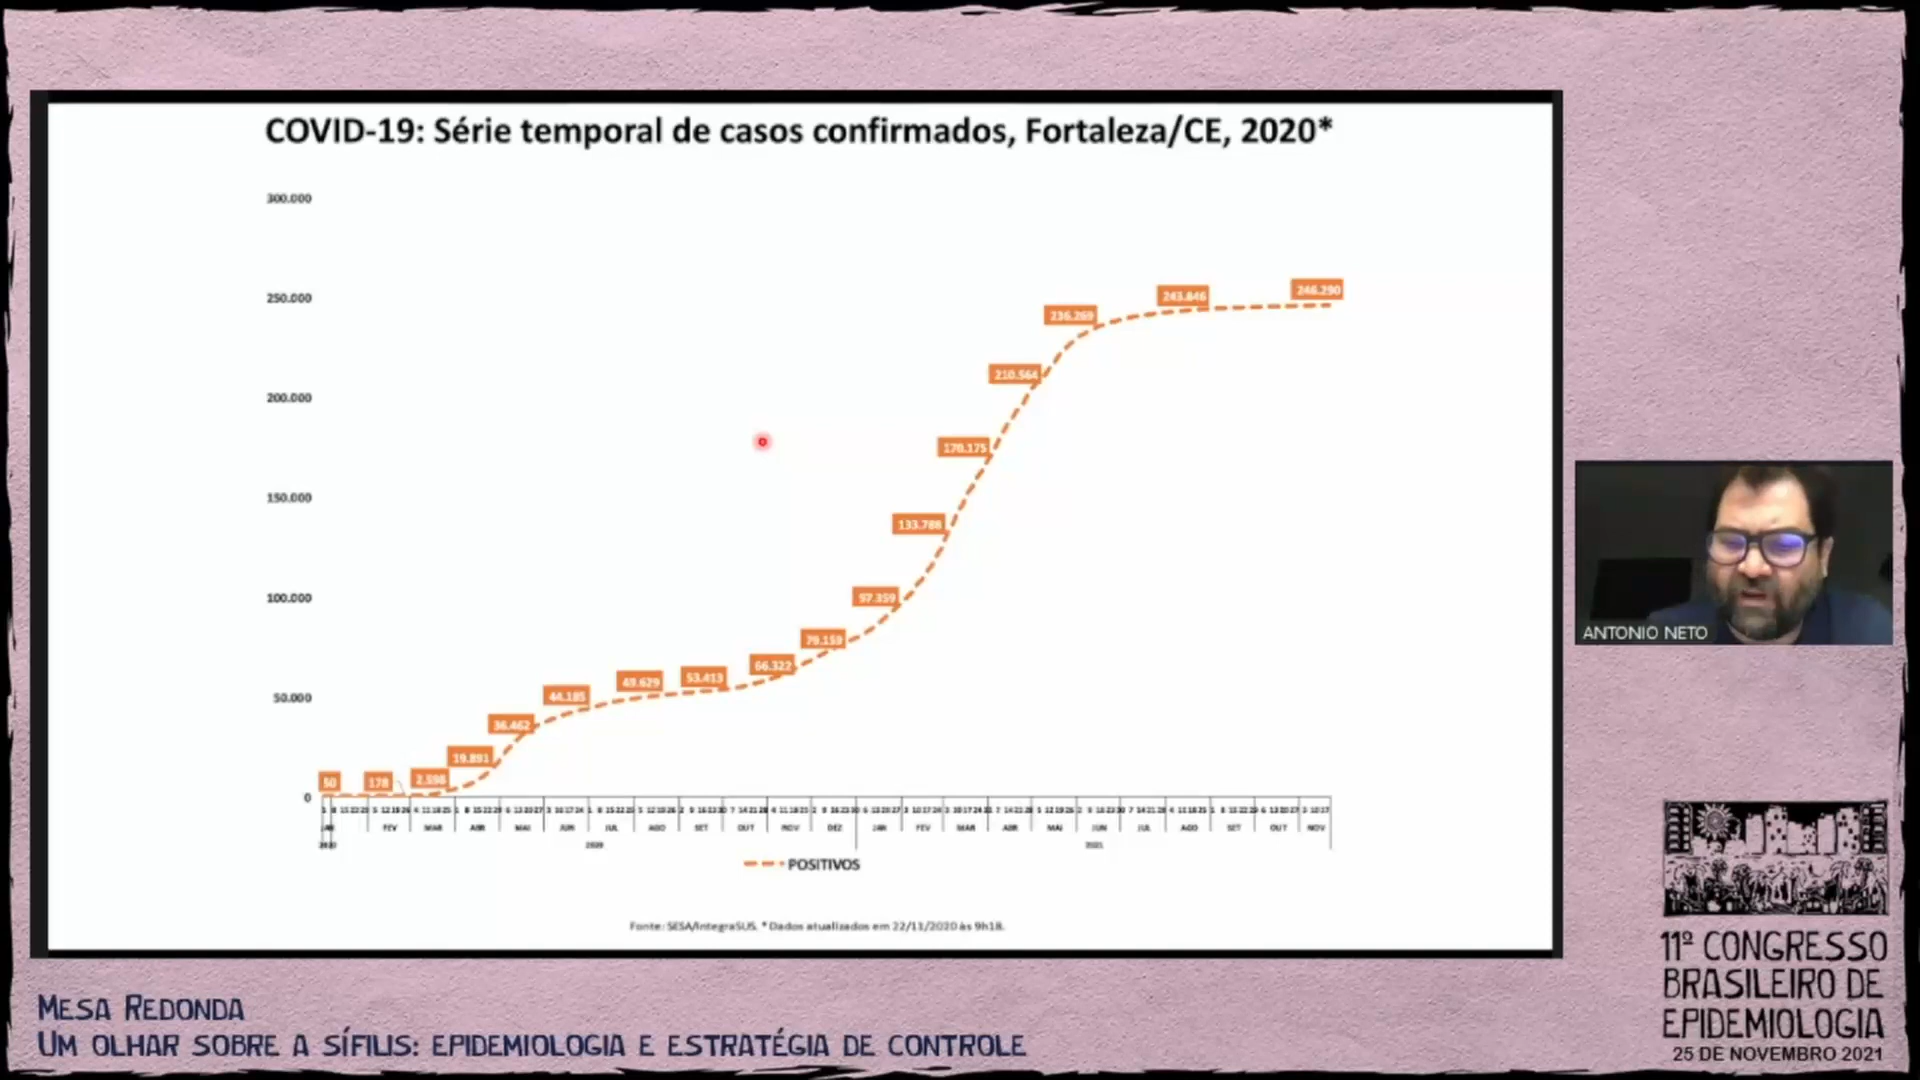 COVID-19: Série temporal de casos confirmados, Fortaleza/CE, 2020*
300.000
250.000
200.000
150.000
100.000
50.000
0
50
178
2.598
19.891
36.462
44.185
49.629
53.413
66.322
79.159
97.359
133.788
170.175
210.564
236.269
243.846
246.290
JAN FEV MAR ABR MAI JUN JUL AGO SET OUT NOV DEZ JAN FEV MAR ABR MAI JUN JUL AGO SET OUT NOV
2020 2020 2021
POSITIVOS
Fonte: SESA/IntegraSUS. *Dados atualizados em 22/11/2020 às 9h18.
ANTONIO NETO
MESA REDONDA
UM OLHAR SOBRE A SÍFILIS: EPIDEMIOLOGIA E ESTRATÉGIA DE CONTROLE
11º CONGRESSO
BRASILEIRO DE
EPIDEMIOLOGIA
25 DE NOVEMBRO 2021